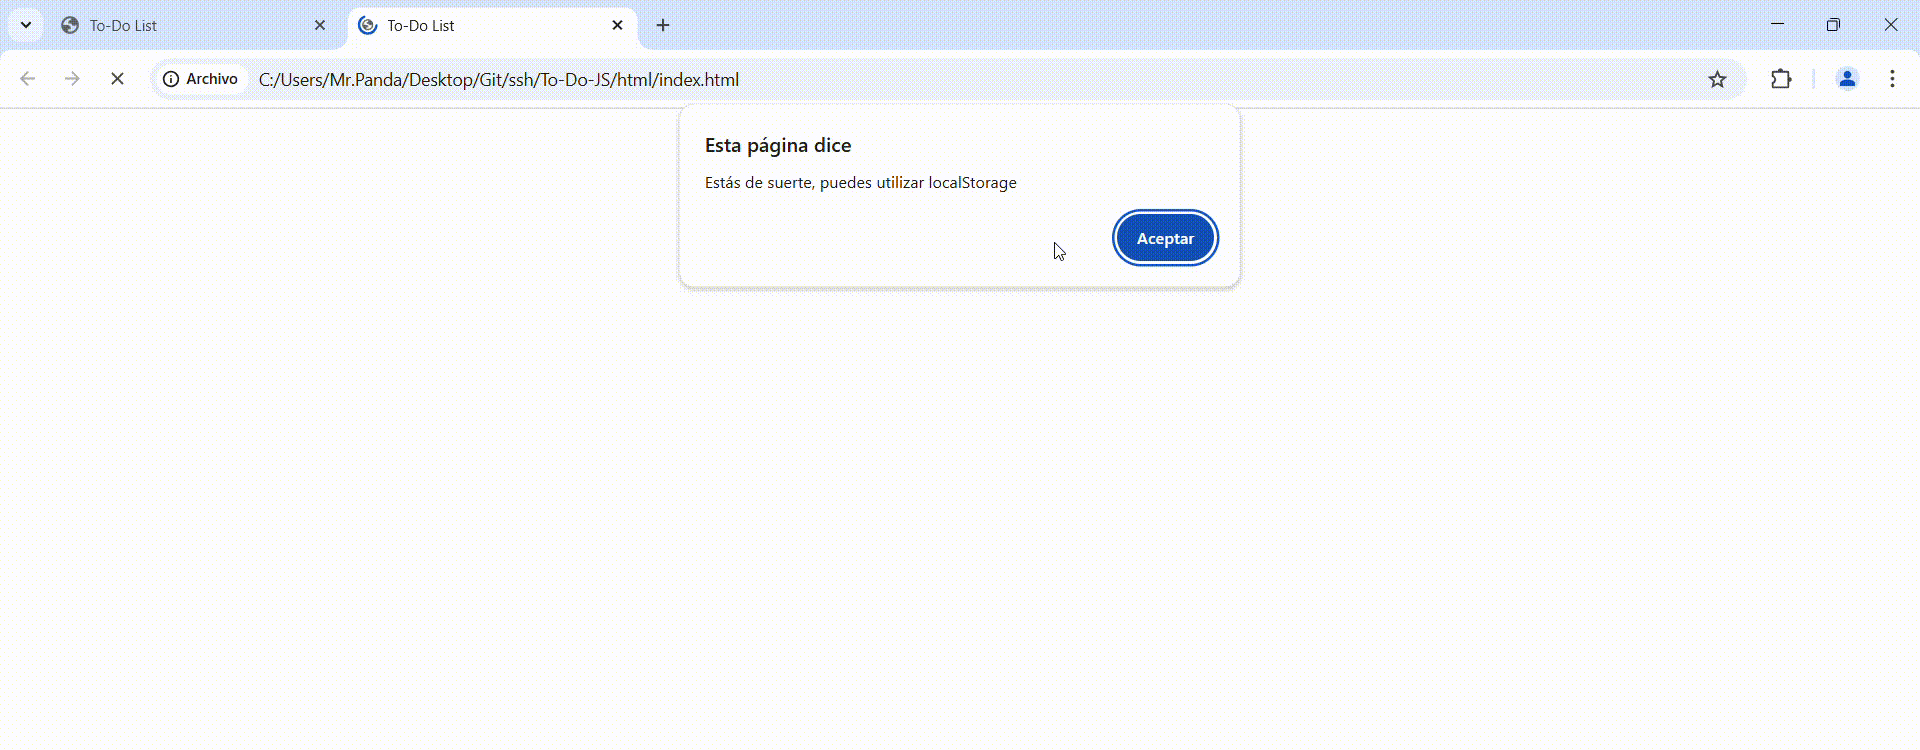 To-Do List
To-Do List
Archivo C:/Users/Mr.Panda/Desktop/Git/ssh/To-Do-JS/html/index.html
Esta página dice
Estás de suerte, puedes utilizar localStorage
Aceptar